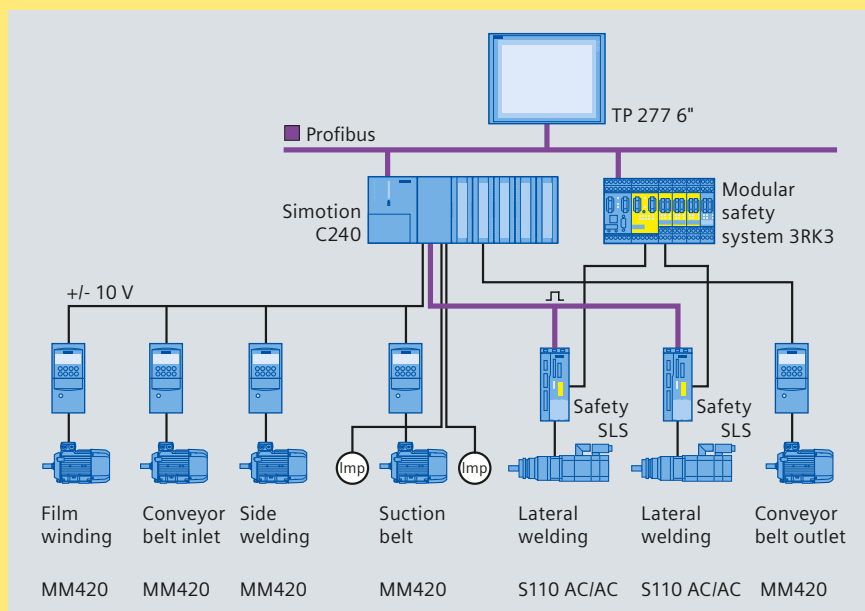 TP 277 6"
Profibus
Simotion
C240
Modular
safety
system 3RK3
+/- 10 V
Safety
SLS
Safety
SLS
Imp
Imp
Film
winding
Conveyor
belt inlet
Side
welding
Suction
belt
Lateral
welding
Lateral
welding
Conveyor
belt outlet
MM420
MM420
MM420
MM420
S110 AC/AC
S110 AC/AC
MM420